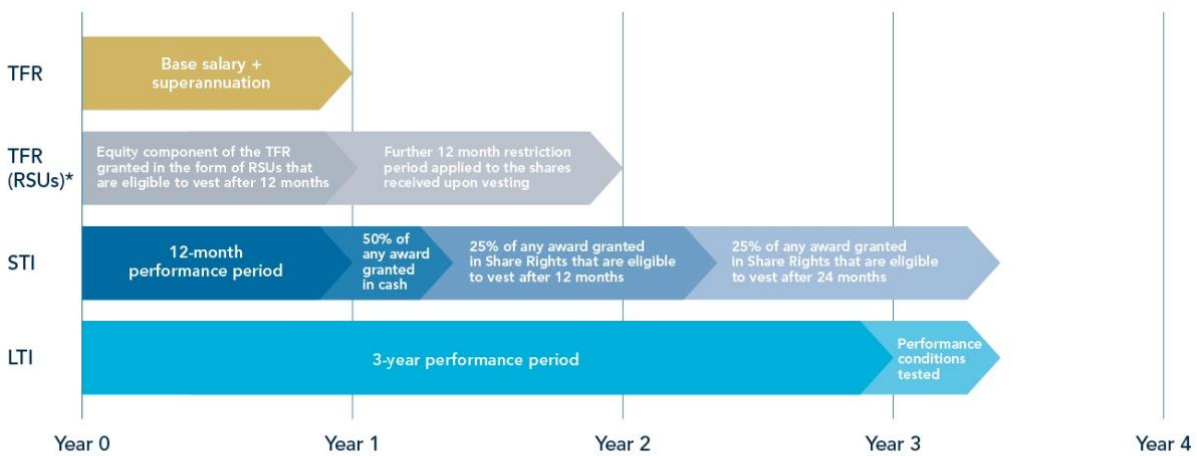 TFR
Base salary +
superannuation
TFR
(RSUs)*
Equity component of the TFR
granted in the form of RSUs that
are eligible to vest after 12 months
Further 12 month restriction
period applied to the shares
received upon vesting
STI
12-month
performance period
50% of
any award
granted
in cash
25% of any award granted
in Share Rights that are eligible
to vest after 12 months
25% of any award granted
in Share Rights that are eligible
to vest after 24 months
LTI
3-year performance period
Performance
conditions
tested
Year 0
Year 1
Year 2
Year 3
Year 4